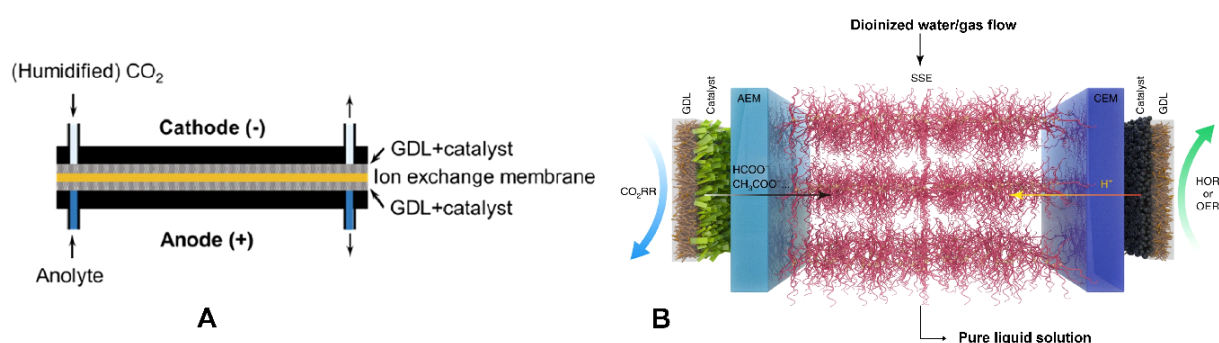 (Humidified) CO₂
Cathode (-)
GDL+catalyst
Ion exchange membrane
GDL+catalyst
Anode (+)
Anolyte
A
Dioinized water/gas flow
SSE
GDL
Catalyst
AEM
CEM
Catalyst
GDL
HCOO⁻
CH₃COO⁻...
H⁺
CO₂RR
HOR
or
OER
B
Pure liquid solution